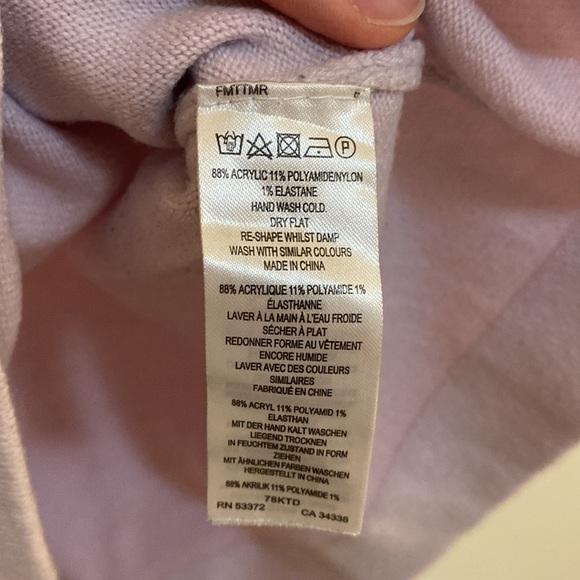 FMTTMR
P
88% ACRYLIC 11% POLYAMIDE/NYLON
1% ELASTANE
HAND WASH COLD.
DRY FLAT
RE-SHAPE WHILST DAMP
WASH WITH SIMILAR COLOURS
MADE IN CHINA
88% ACRYLIQUE 11% POLYAMIDE 1%
ÉLASTHANNE
LAVER À LA MAIN À L'EAU FROIDE
SÉCHER À PLAT
REDONNER FORME AU VÊTEMENT
ENCORE HUMIDE
LAVER AVEC DES COULEURS
SIMILAIRES
FABRIQUÉ EN CHINE
88% ACRYL 11% POLYAMID 1%
ELASTHAN
MIT DER HAND KALT WASCHEN
LIEGEND TROCKNEN
IN FEUCHTEM ZUSTAND IN FORM
ZIEHEN
MIT ÄHNLICHEN FARBEN WASCHEN
HERGESTELLT IN CHINA
88% AKRILIK 11% POLYAMIDE 1%
78KTD
RN 53372 CA 34338